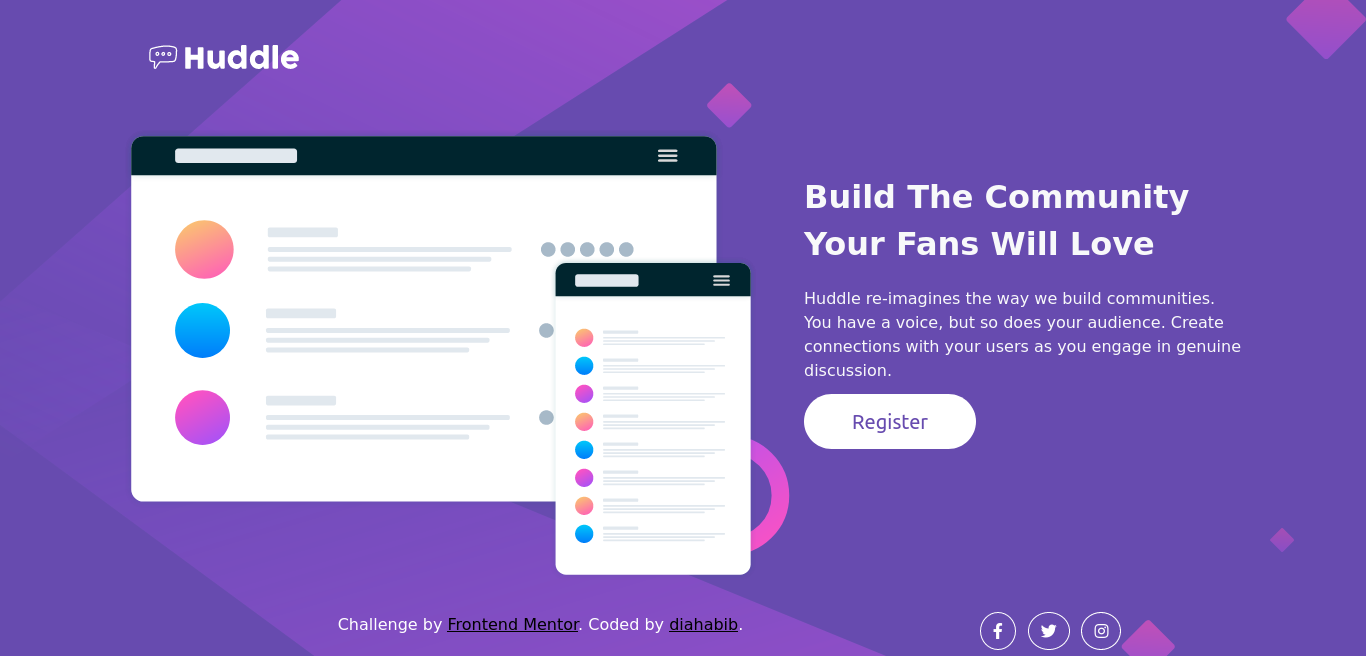 Huddle
Build The Community
Your Fans Will Love
Huddle re-imagines the way we build communities.
You have a voice, but so does your audience. Create
connections with your users as you engage in genuine
discussion.
Register
Challenge by Frontend Mentor. Coded by diahabib.